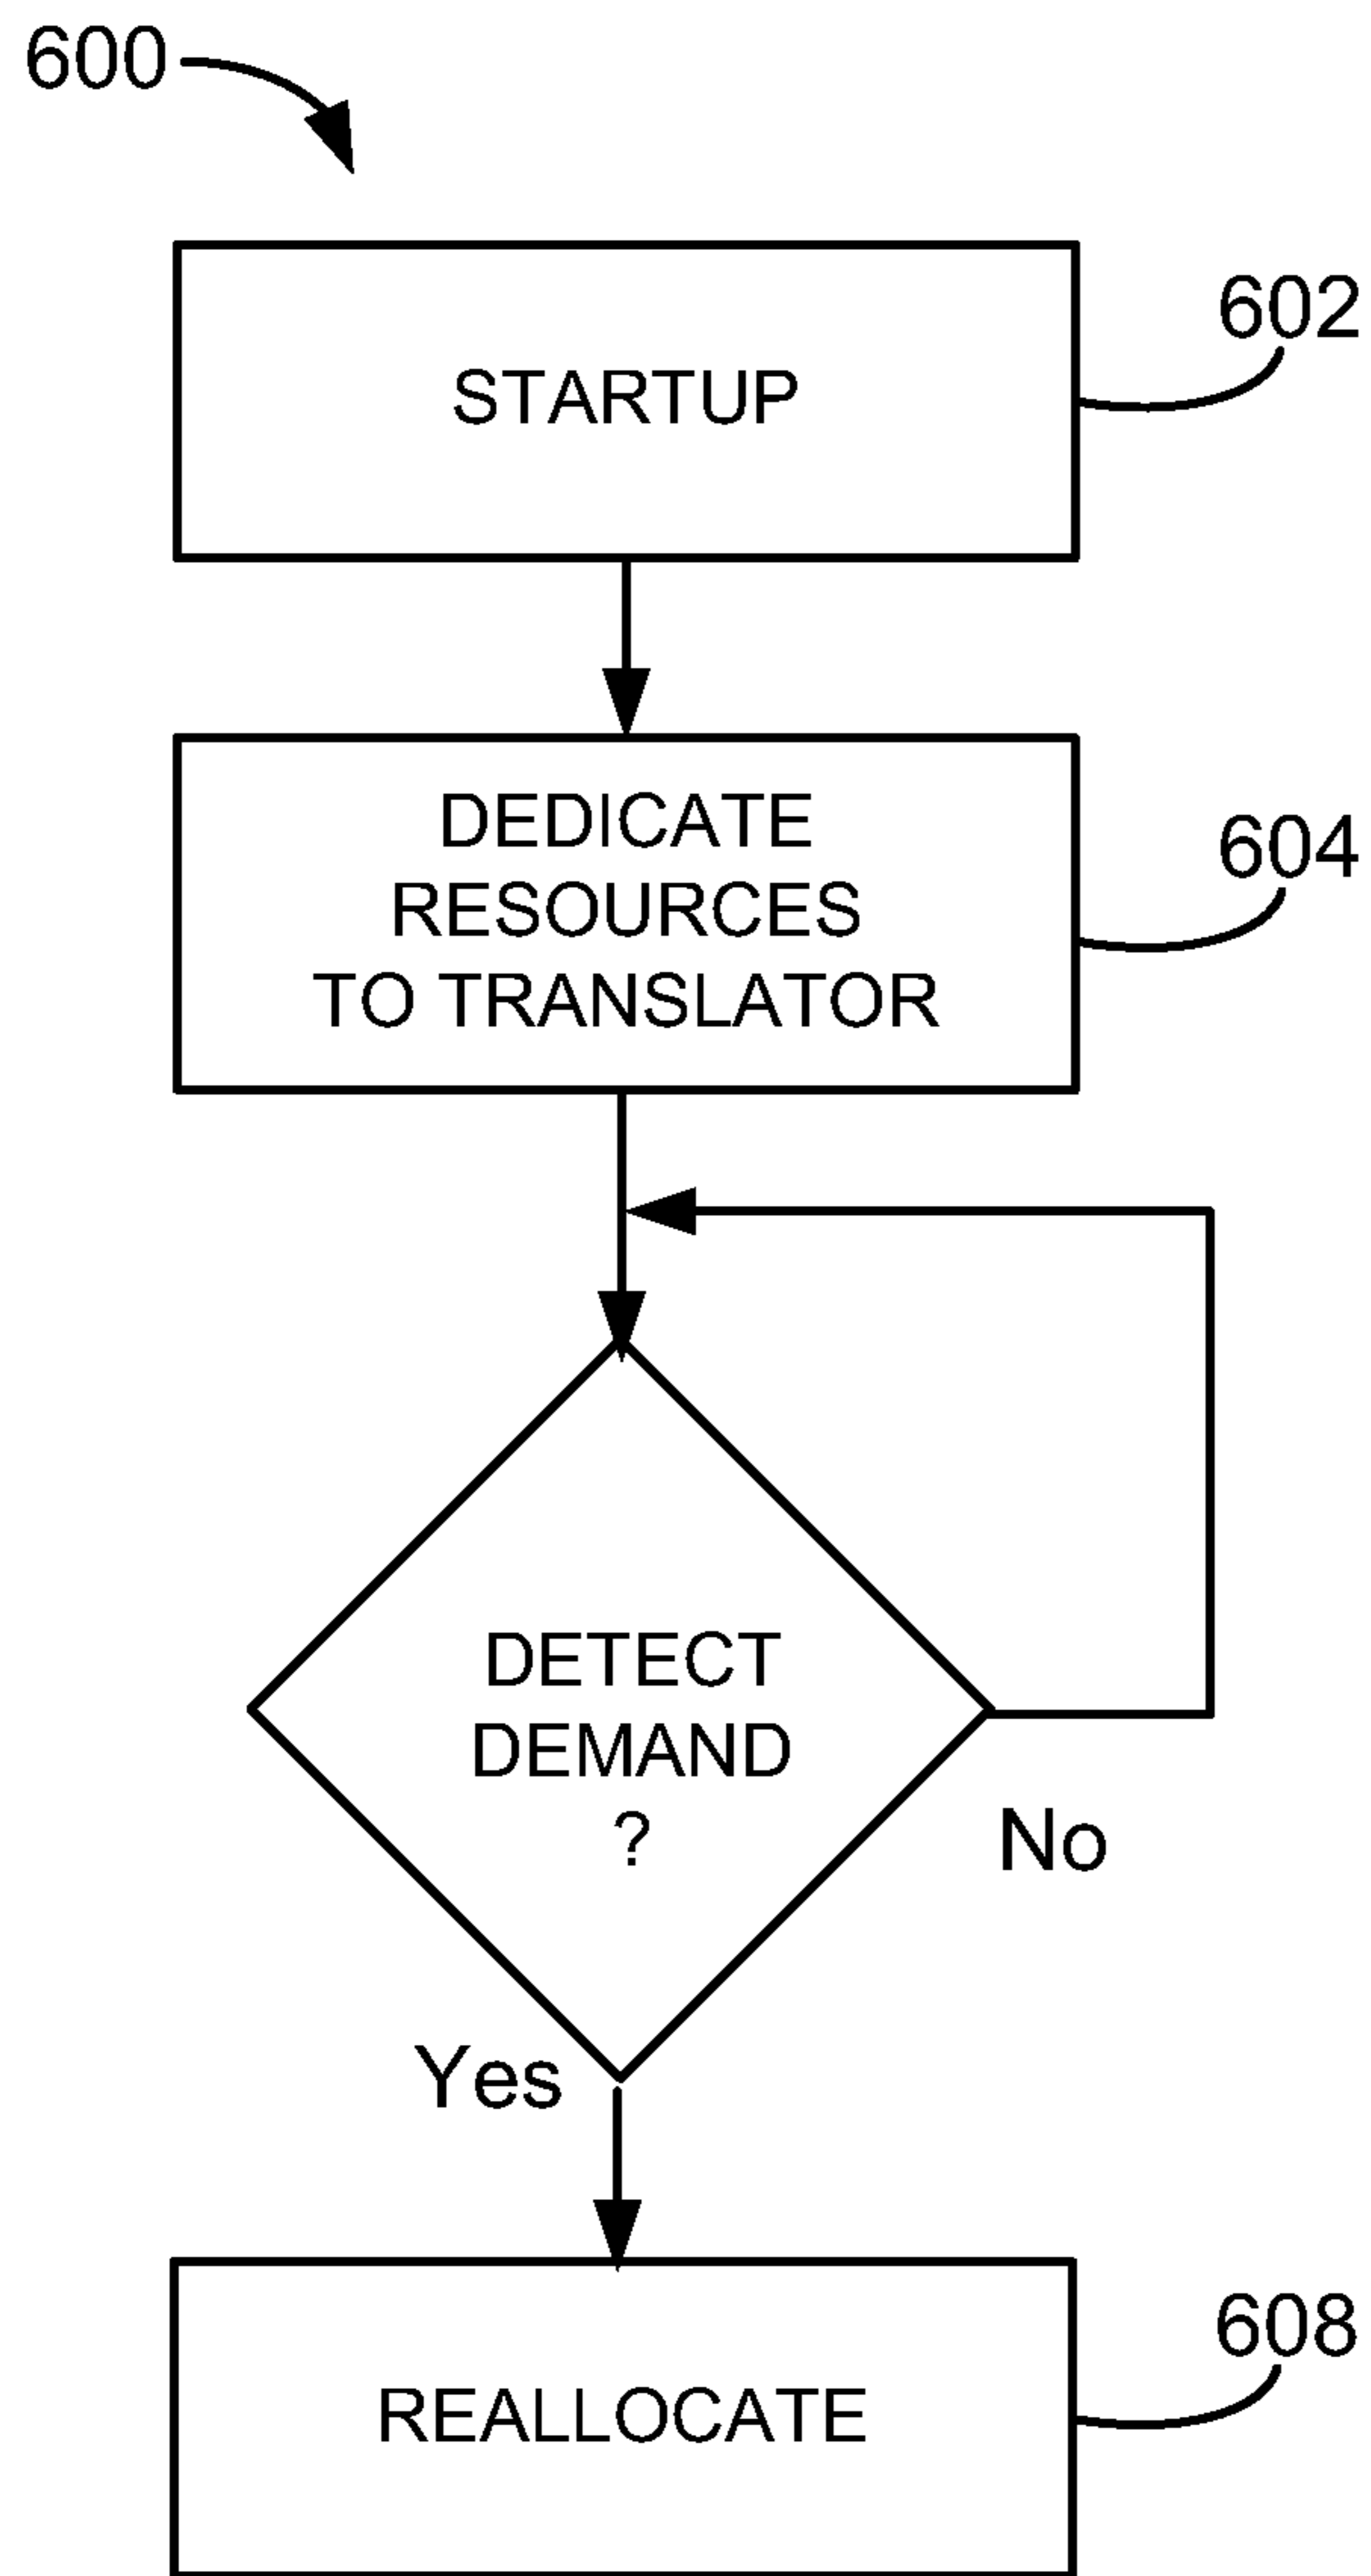 600
602
STARTUP
604
DEDICATE
RESOURCES
TO TRANSLATOR
DETECT
DEMAND
?
No
Yes
608
REALLOCATE